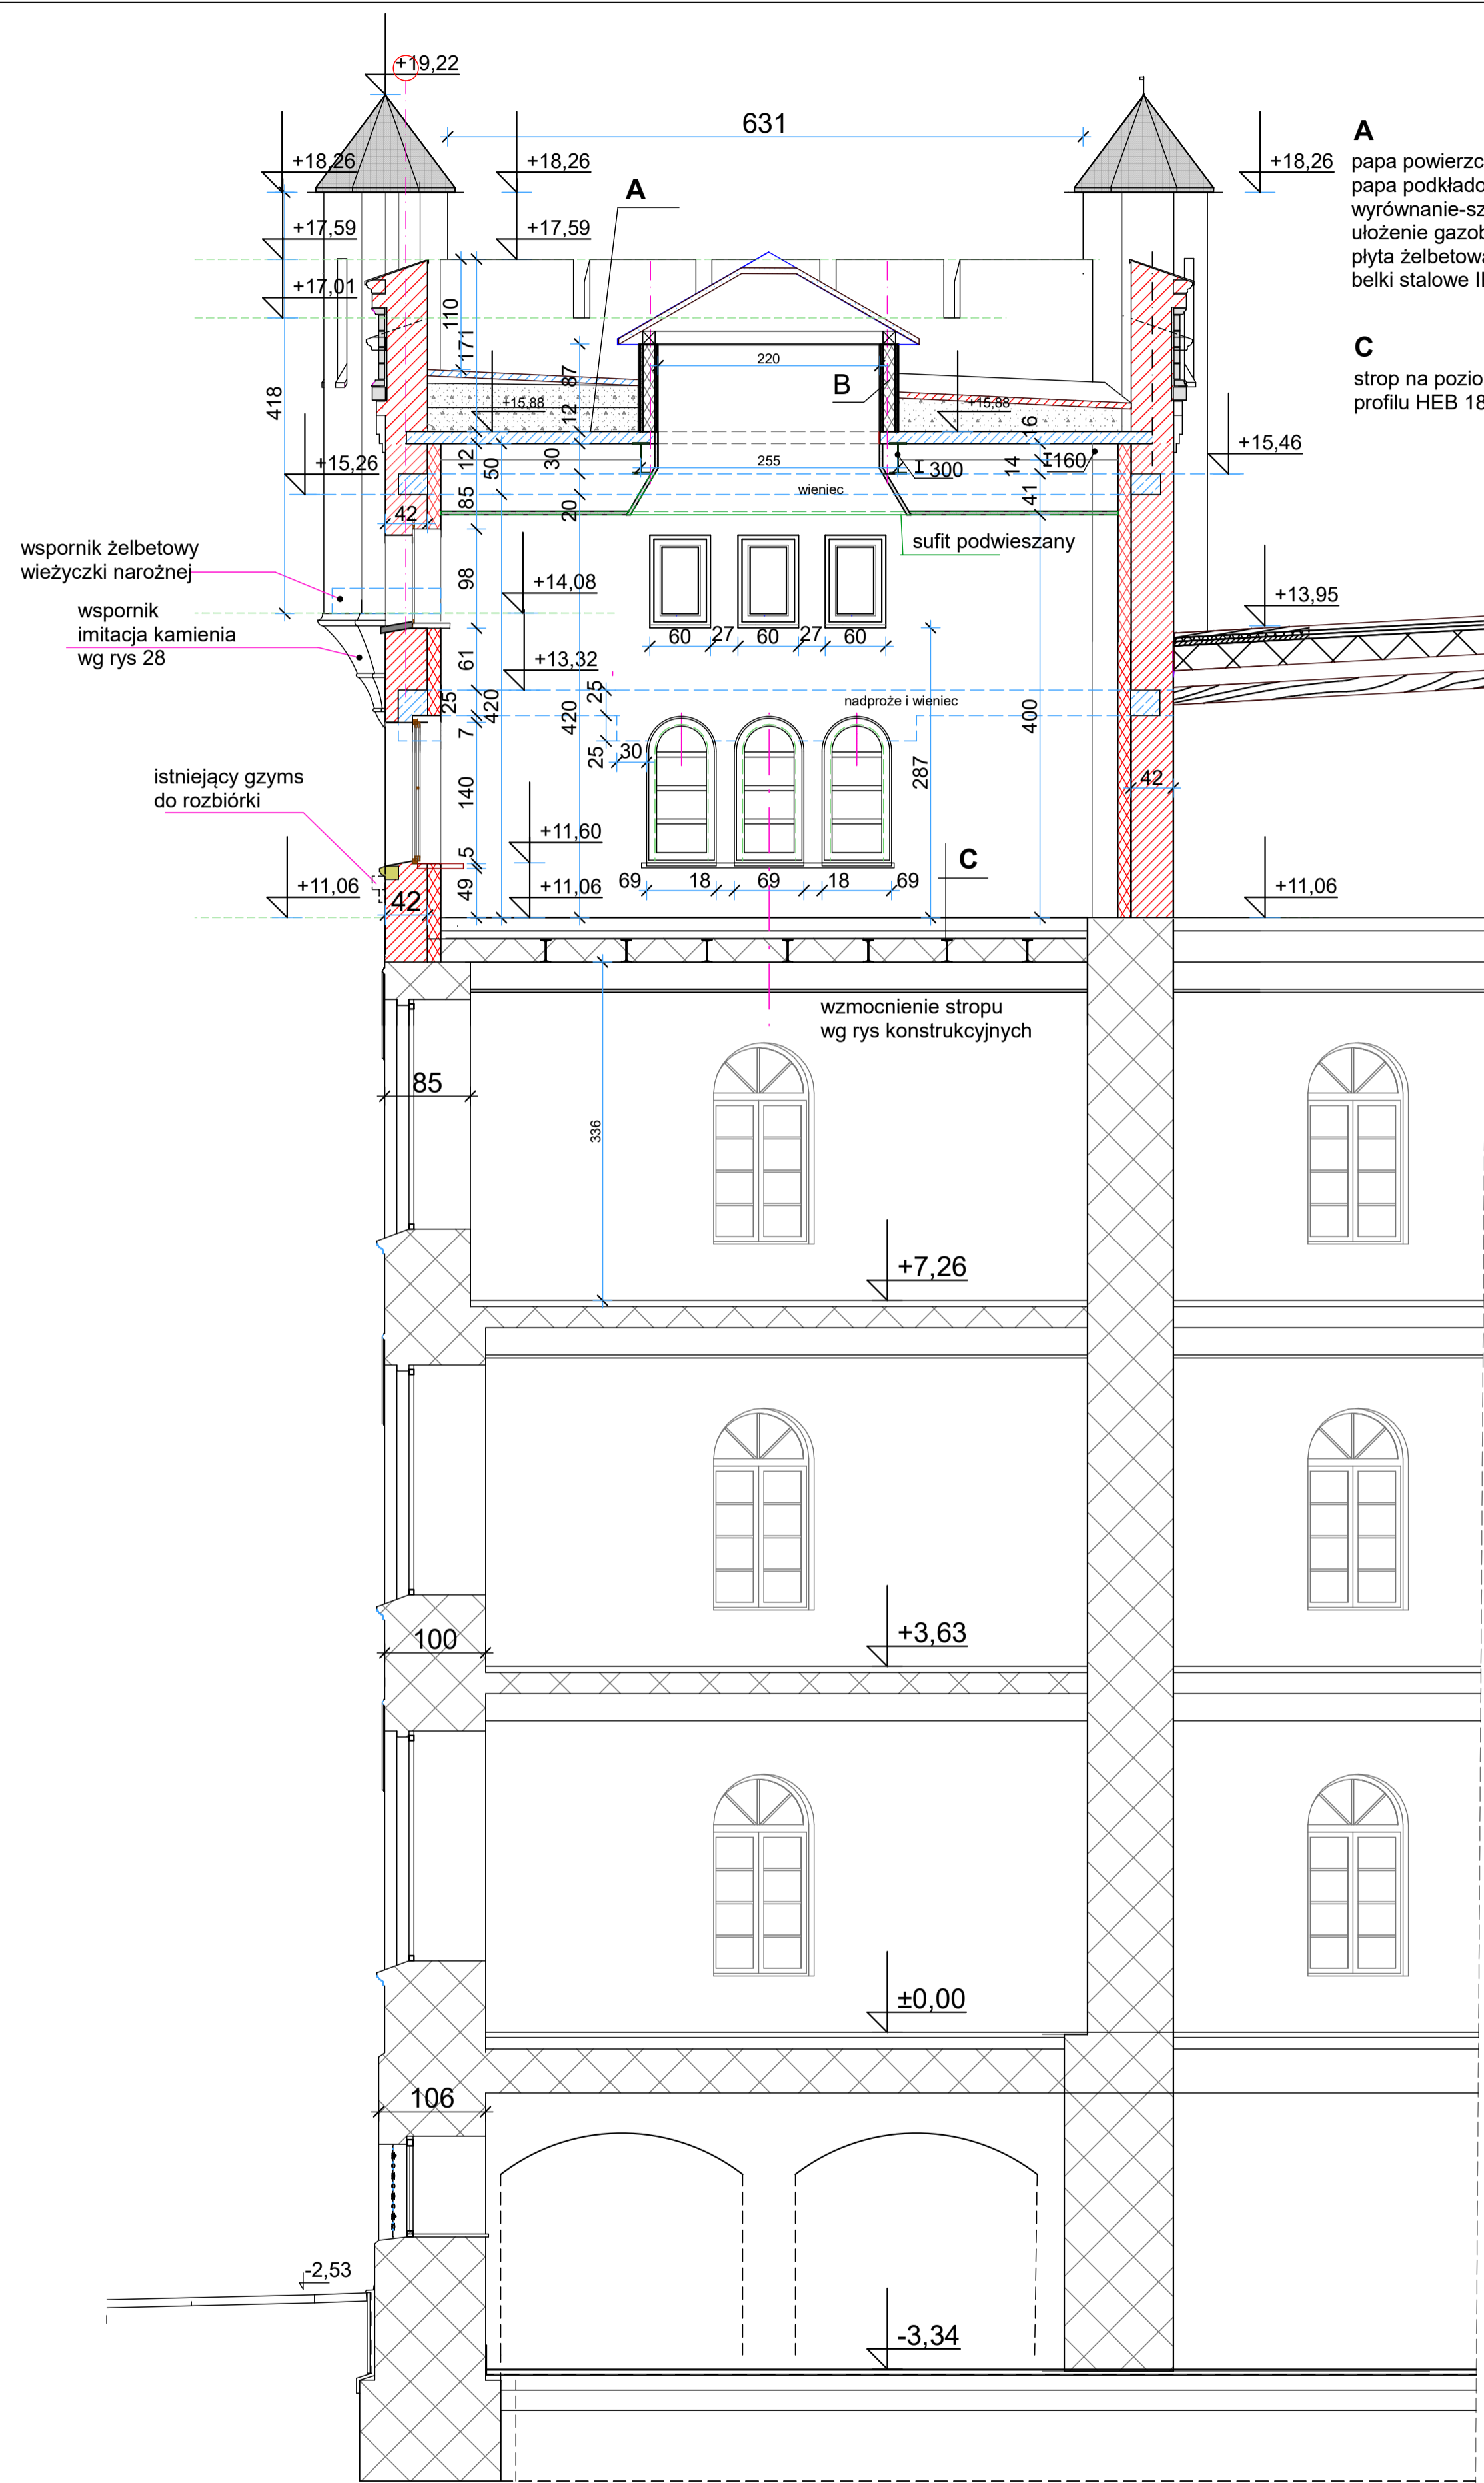 +19,22
631
+18,26
+18,26
+18,26
A
A
papa powierzc
papa podkłado
wyrównanie-sz
ułożenie gazob
płyta żelbetowa
belki stalowe
+17,59
+17,59
+17,01
110
171
87
220
B
C
strop na pozio
profilu HEB 18
418
+15,88
+15,88
12
16
+15,46
+15,26
12
50
30
255
I 300
14
I160
85
wieniec
20
41
42
sufit podwieszany
wspornik żelbetowy
wieżyczki narożnej
98
+14,08
+13,95
wspornik
imitacja kamienia
wg rys 28
60
27
60
27
60
61
+13,32
25
25
420
420
nadproże i wieniec
400
7
25
30
287
istniejący gzyms
do rozbiórki
140
42
+11,60
5
C
+11,06
49
+11,06
69
18
69
18
69
+11,06
42
wzmocnienie stropu
wg rys konstrukcyjnych
85
336
+7,26
100
+3,63
±0,00
106
-2,53
-3,34